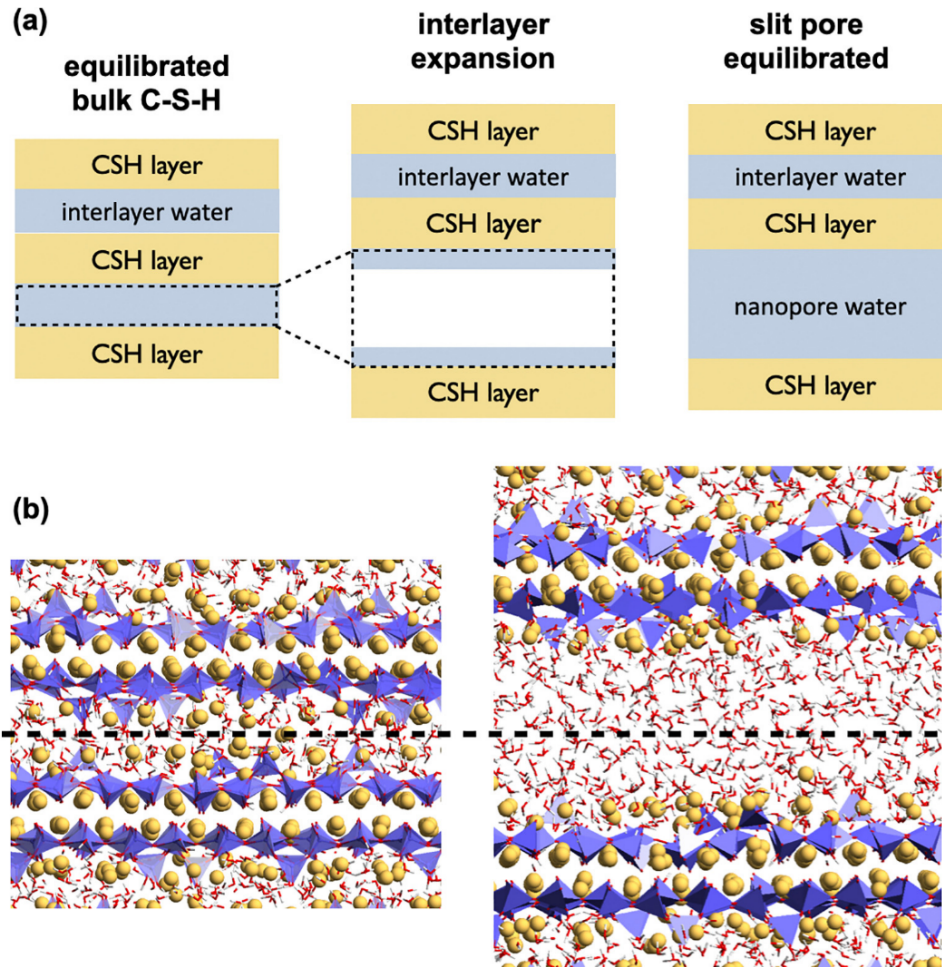 (a)
equilibrated
bulk C-S-H
CSH layer
interlayer water
CSH layer
CSH layer
interlayer
expansion
CSH layer
interlayer water
CSH layer
CSH layer
slit pore
equilibrated
CSH layer
interlayer water
CSH layer
nanopore water
CSH layer
(b)